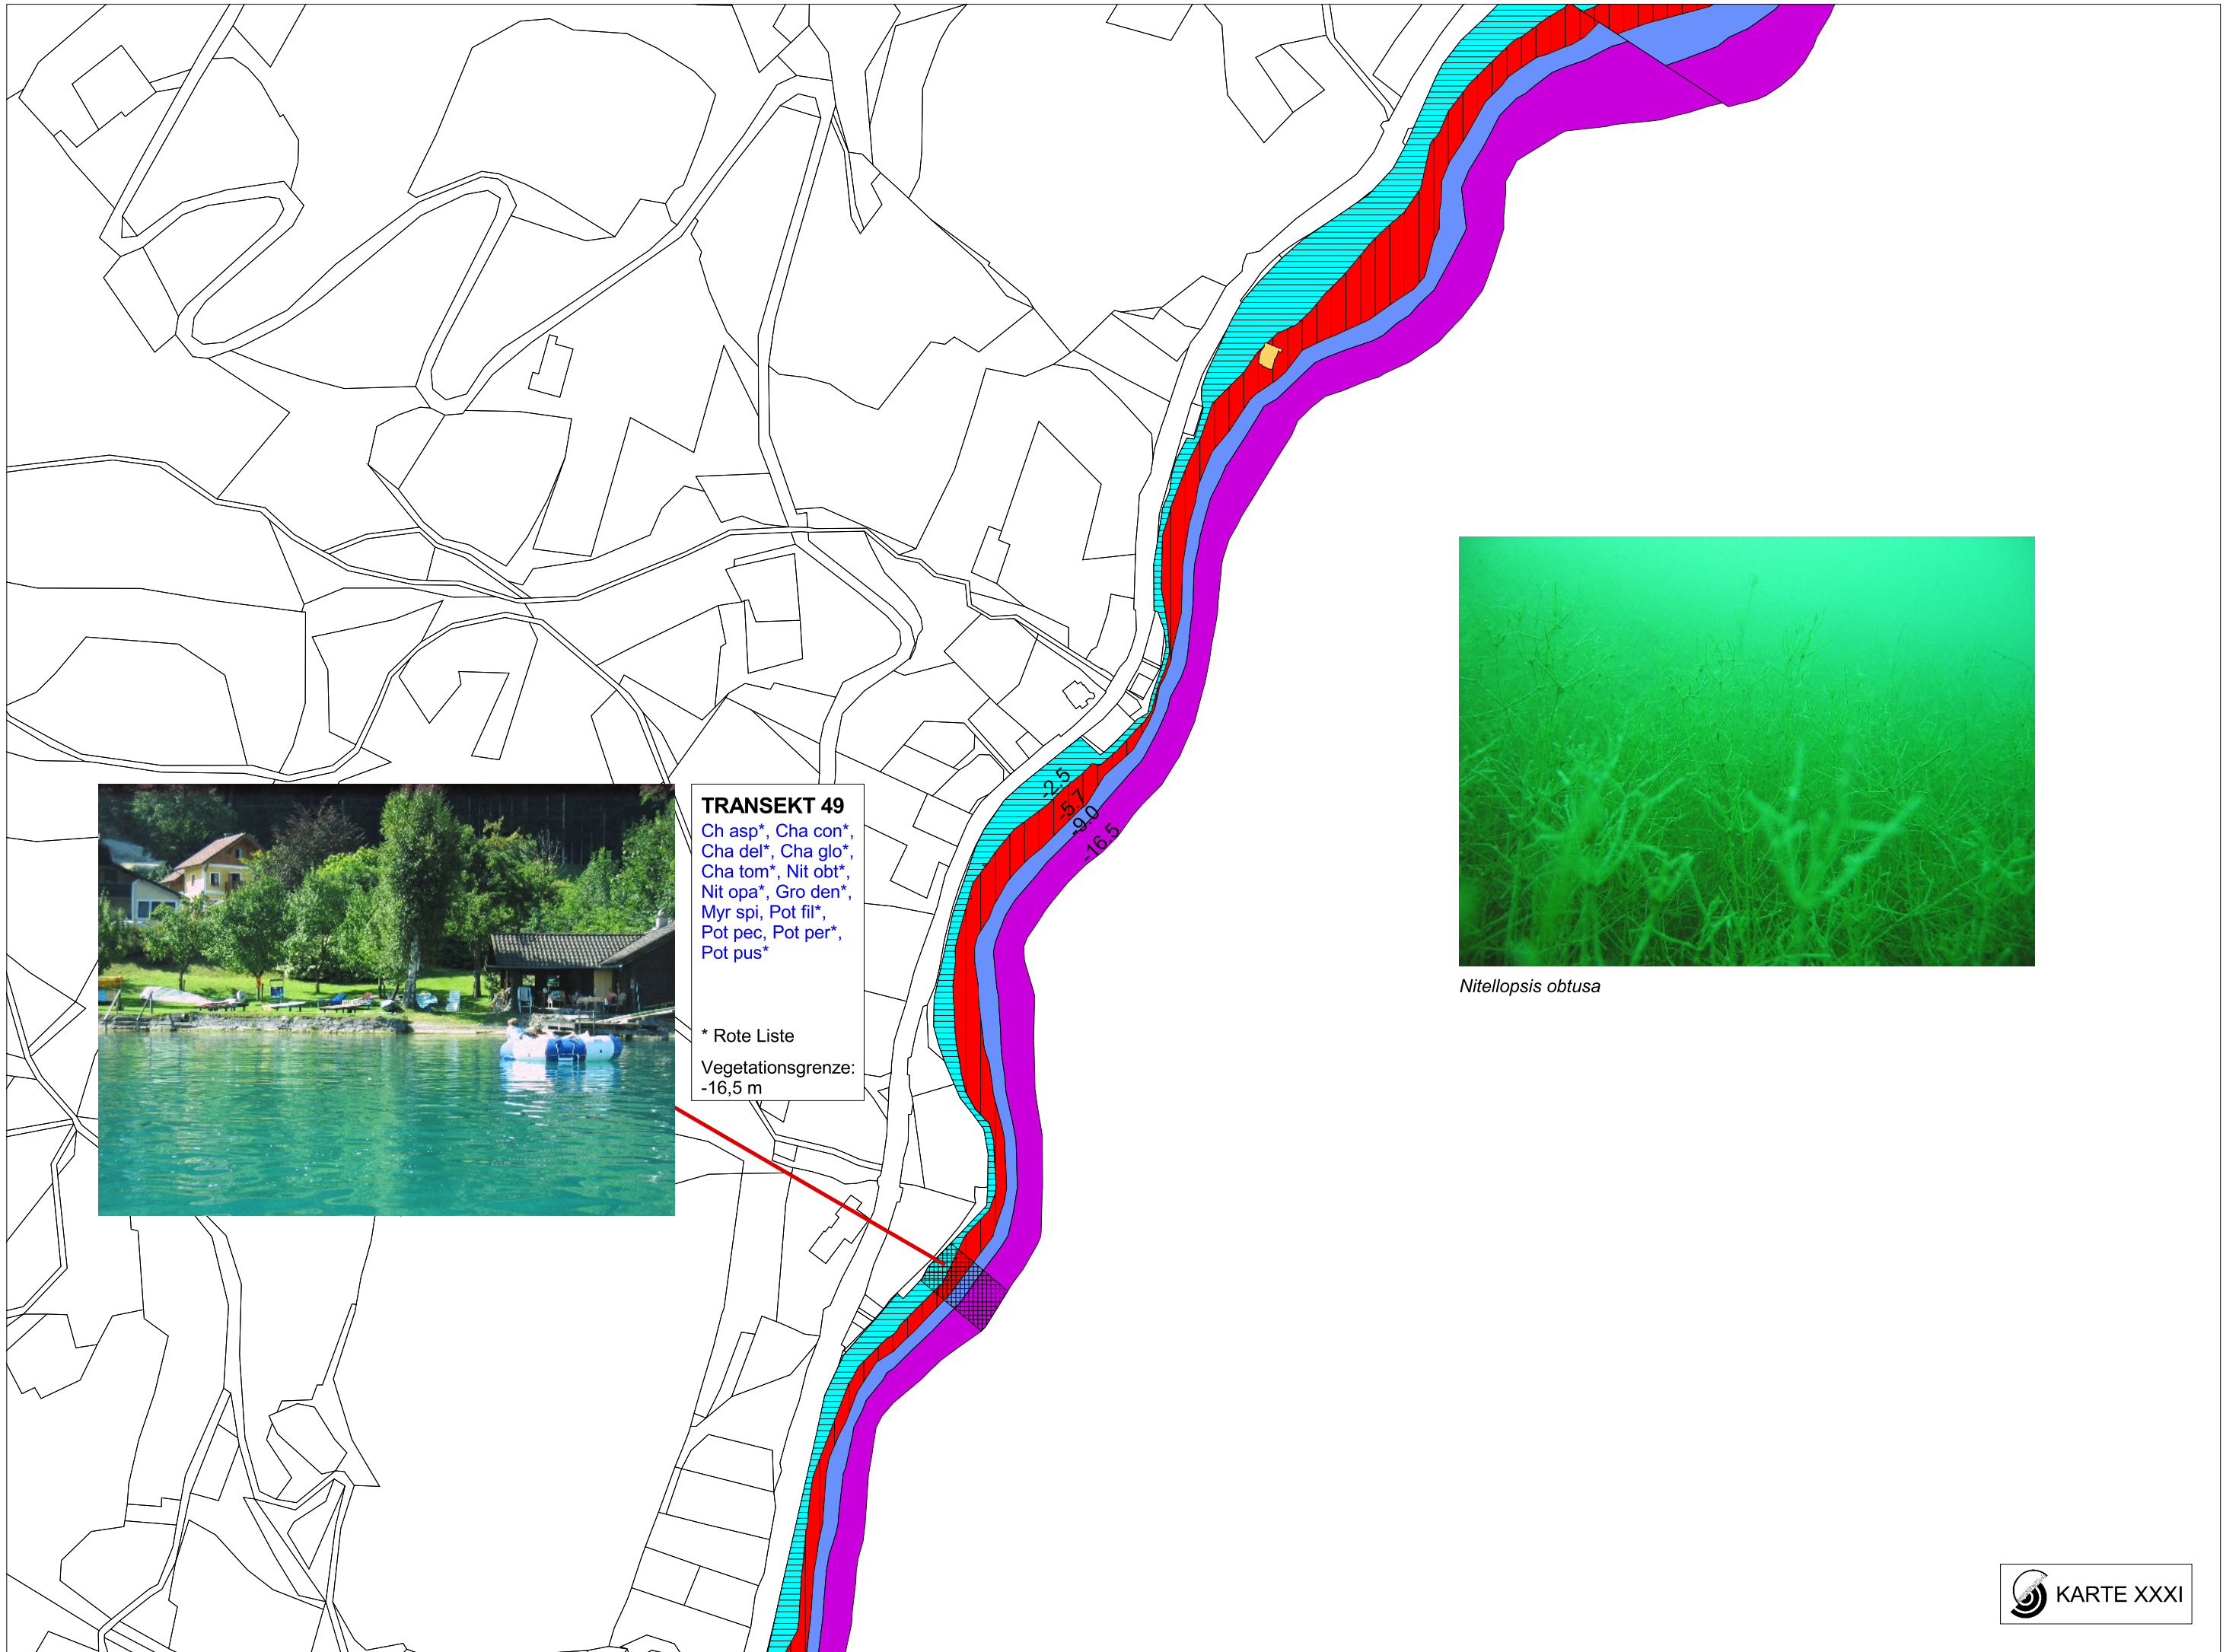 -2.5
-5.7
-9.0
-16.5
TRANSEKT 49
Ch asp*, Cha con*,
Cha del*, Cha glo*,
Cha tom*, Nit obt*,
Nit opa*, Gro den*,
Myr spi, Pot fil*,
Pot pec, Pot per*,
Pot pus*
* Rote Liste
Vegetationsgrenze:
-16,5 m
Nitellopsis obtusa
KARTE XXXI